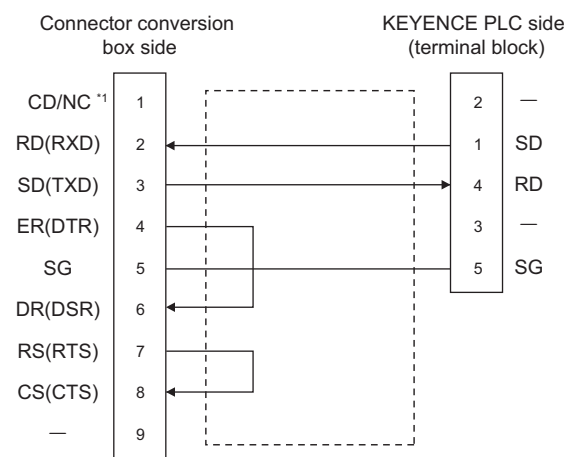 Connector conversion
box side
KEYENCE PLC side
(terminal block)
CD/NC *1 1 2 —
RD(RXD) 2 1 SD
SD(TXD) 3 4 RD
ER(DTR) 4 3 —
SG 5 5 SG
DR(DSR) 6
RS(RTS) 7
CS(CTS) 8
— 9